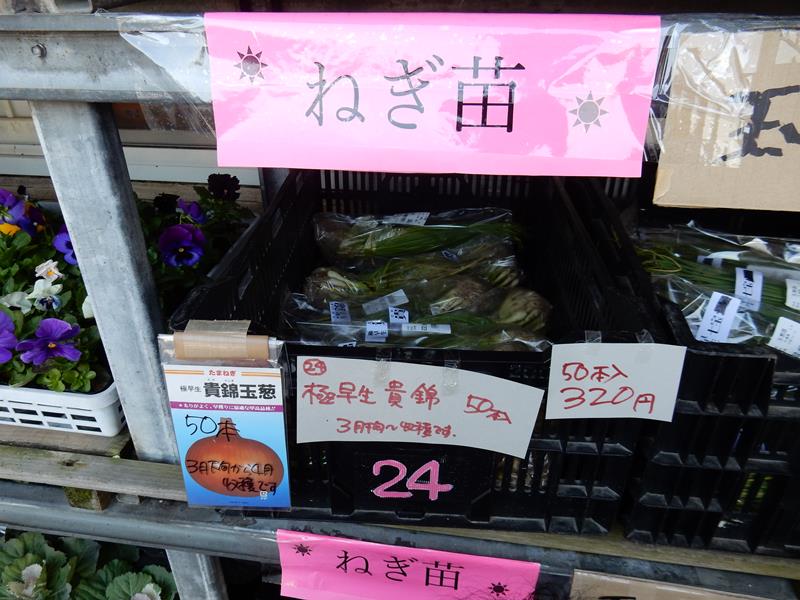 ねぎ苗
たまねぎ
極早生 貴錦玉葱
50本
3月下旬から4月
収穫です
24
極早生貴錦 50本入
3月下旬〜収穫です.
50本入
320円
24
ねぎ苗